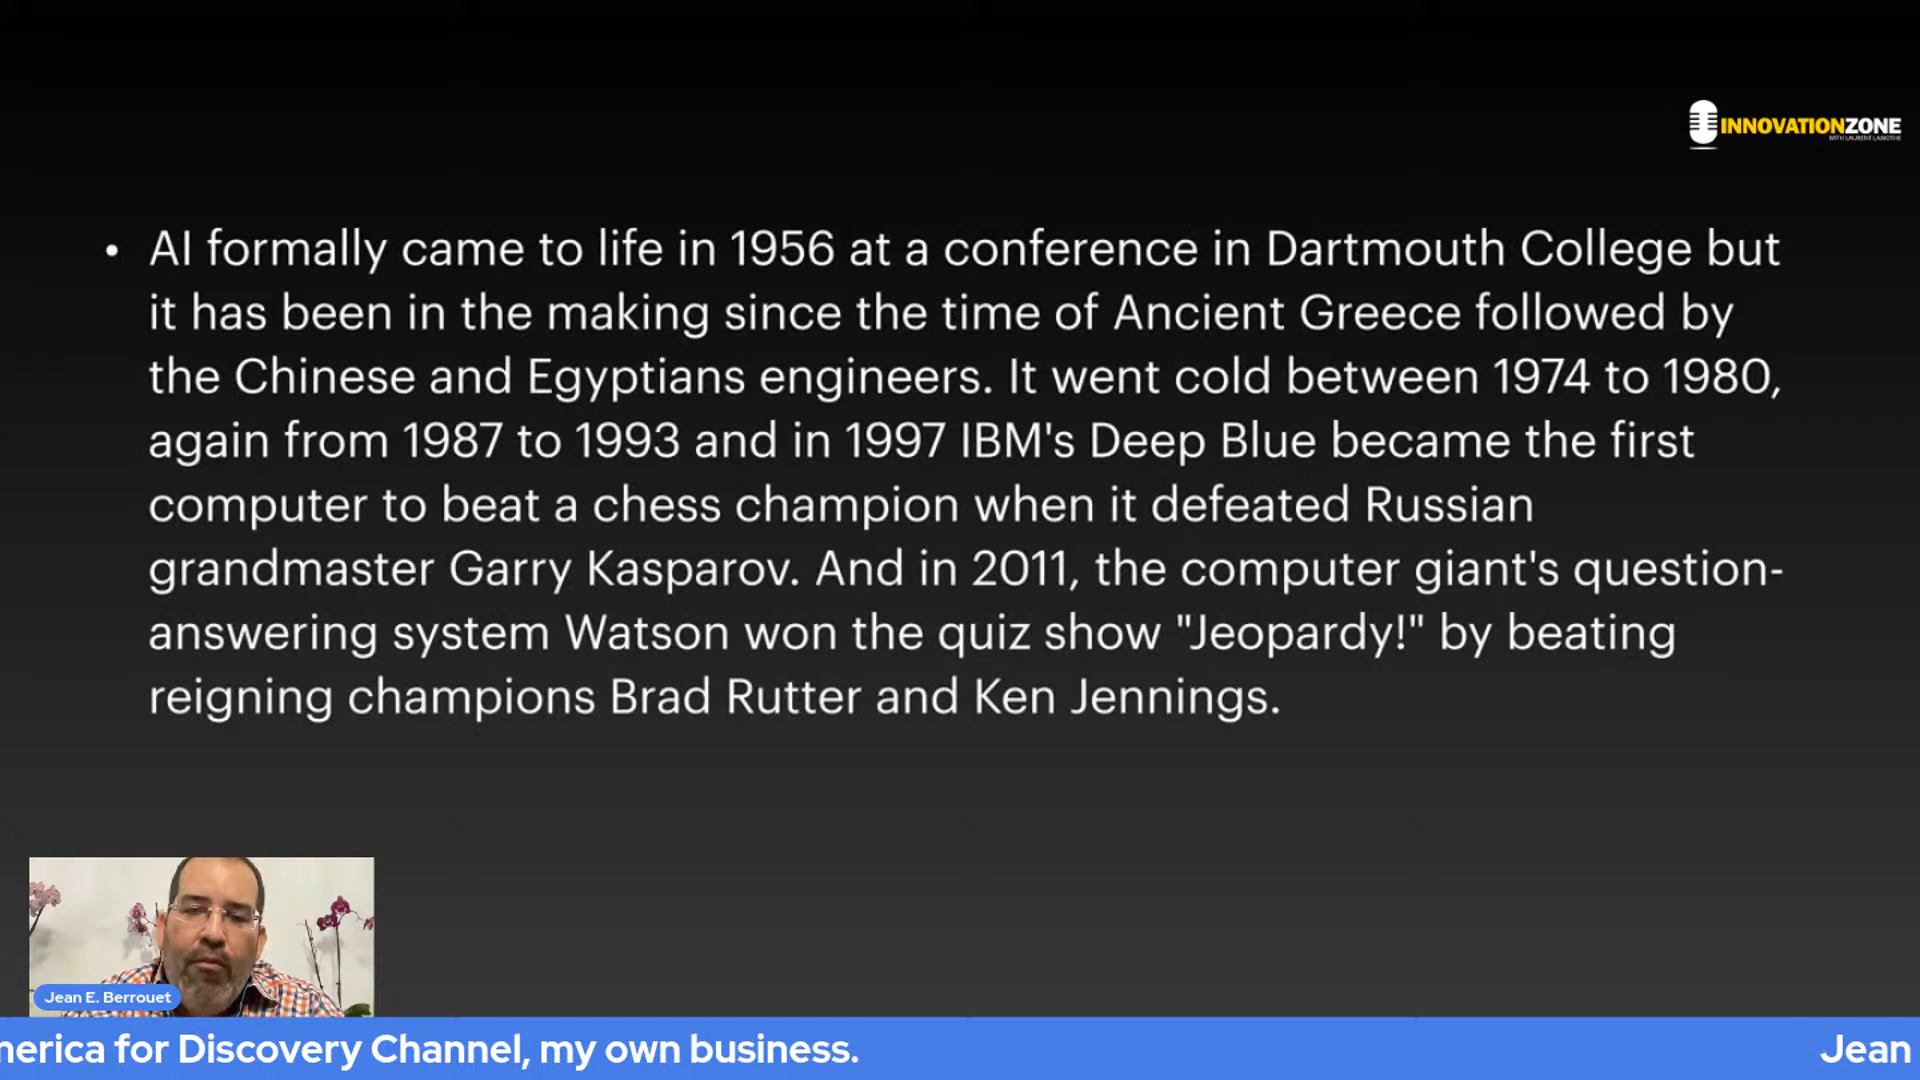 INNOVATIONZONE
WITH LAURENT LAMOTHE
• AI formally came to life in 1956 at a conference in Dartmouth College but
it has been in the making since the time of Ancient Greece followed by
the Chinese and Egyptians engineers. It went cold between 1974 to 1980,
again from 1987 to 1993 and in 1997 IBM's Deep Blue became the first
computer to beat a chess champion when it defeated Russian
grandmaster Garry Kasparov. And in 2011, the computer giant's question-
answering system Watson won the quiz show "Jeopardy!" by beating
reigning champions Brad Rutter and Ken Jennings.
Jean E. Berrouet
merica for Discovery Channel, my own business. Jean